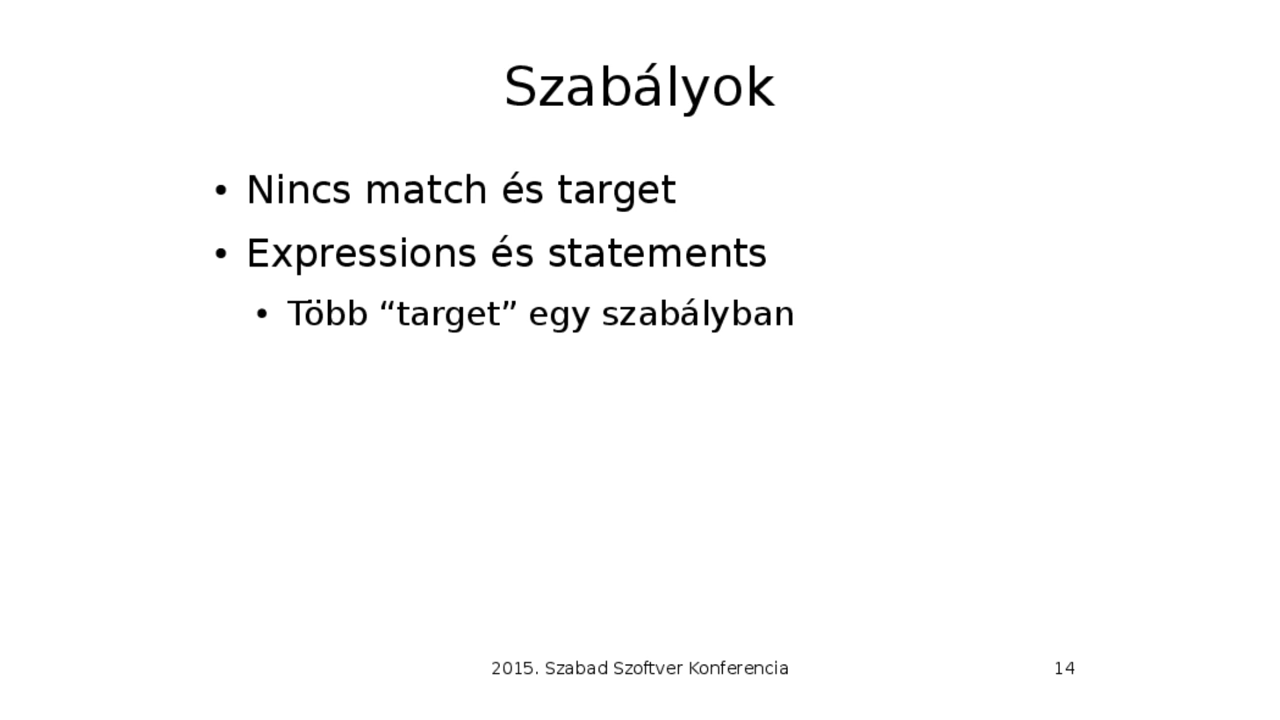 Szabályok
• Nincs match és target
• Expressions és statements
• Több “target” egy szabályban
2015. Szabad Szoftver Konferencia 14